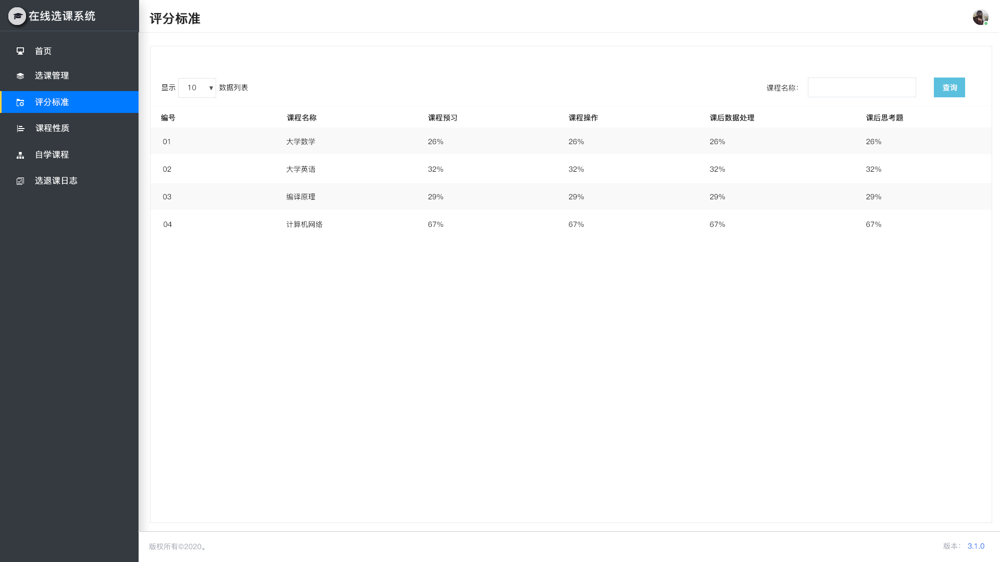 在线选课系统
评分标准
首页
选课管理
评分标准
课程性质
自学课程
选退课日志
显示 10 ▼ 数据列表 课程名称： 查询
编号 课程名称 课程预习 课程操作 课后数据处理 课后思考题
01 大学数学 26% 26% 26% 26%
02 大学英语 32% 32% 32% 32%
03 编译原理 29% 29% 29% 29%
04 计算机网络 67% 67% 67% 67%
版权所有©2020。 版本： 3.1.0